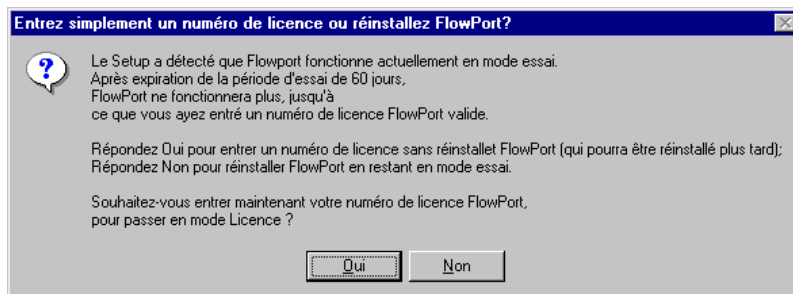 Entrez simplement un numéro de licence ou réinstallez FlowPort?
Le Setup a détecté que Flowport fonctionne actuellement en mode essai.
Après expiration de la période d'essai de 60 jours,
FlowPort ne fonctionnera plus, jusqu'à
ce que vous ayez entré un numéro de licence FlowPort valide.
Répondez Oui pour entrer un numéro de licence sans réinstallet FlowPort (qui pourra être réinstallé plus tard);
Répondez Non pour réinstaller FlowPort en restant en mode essai.
Souhaitez-vous entrer maintenant votre numéro de licence FlowPort,
pour passer en mode Licence ?
Oui
Non